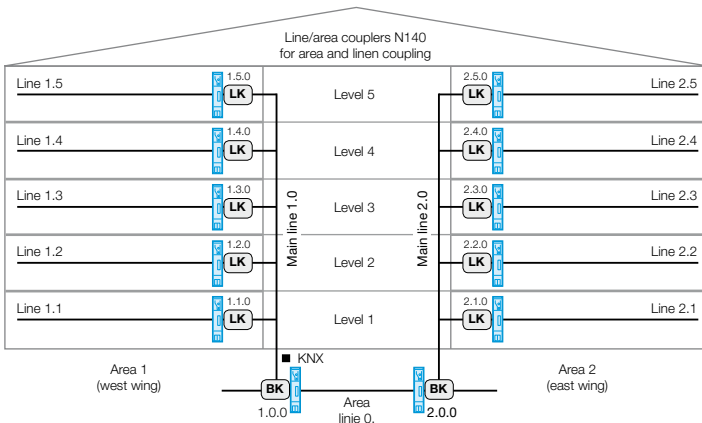 Line/area couplers N140
for area and linen coupling
Line 1.5
1.5.0
LK
Level 5
2.5.0
LK
Line 2.5
Line 1.4
1.4.0
LK
Level 4
2.4.0
LK
Line 2.4
Line 1.3
1.3.0
LK
Level 3
2.3.0
LK
Line 2.3
Main line 1.0
Main line 2.0
Line 1.2
1.2.0
LK
Level 2
2.2.0
LK
Line 2.2
Line 1.1
1.1.0
LK
Level 1
2.1.0
LK
Line 2.1
KNX
Area 1
(west wing)
Area 2
(east wing)
BK
1.0.0
Area
linie 0.
BK
2.0.0